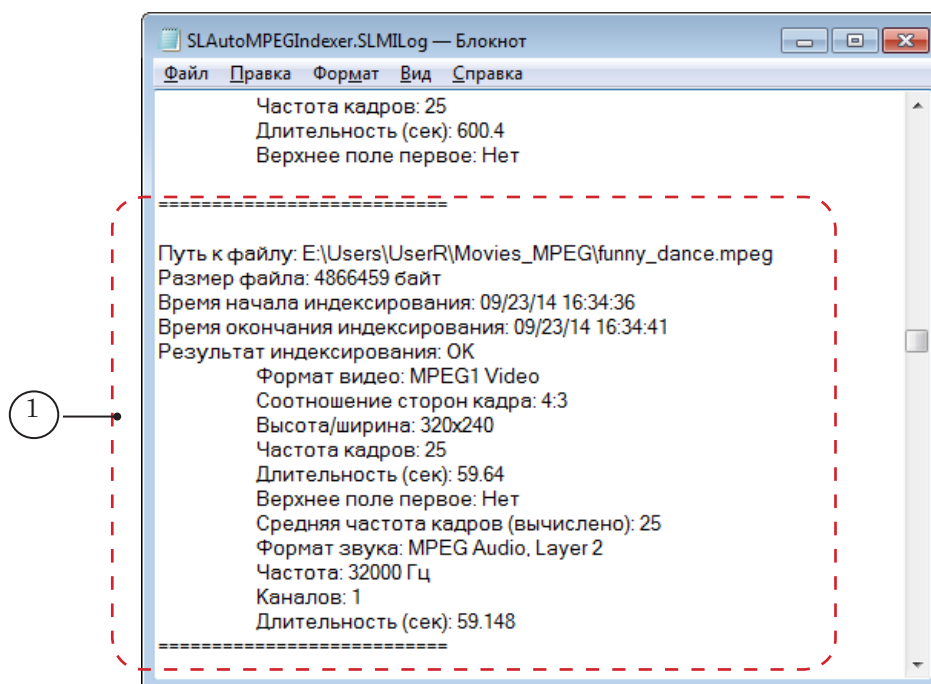 SLAutoMPEGIndexer.SLMILog — Блокнот
Файл Правка Формат Вид Справка
Частота кадров: 25
Длительность (сек): 600.4
Верхнее поле первое: Нет
===========================
Путь к файлу: E:\Users\UserR\Movies_MPEG\funny_dance.mpeg
Размер файла: 4866459 байт
Время начала индексирования: 09/23/14 16:34:36
Время окончания индексирования: 09/23/14 16:34:41
Результат индексирования: OK
Формат видео: MPEG1 Video
Соотношение сторон кадра: 4:3
Высота/ширина: 320x240
1
Частота кадров: 25
Длительность (сек): 59.64
Верхнее поле первое: Нет
Средняя частота кадров (вычислено): 25
Формат звука: MPEG Audio, Layer 2
Частота: 32000 Гц
Каналов: 1
Длительность (сек): 59.148
===========================